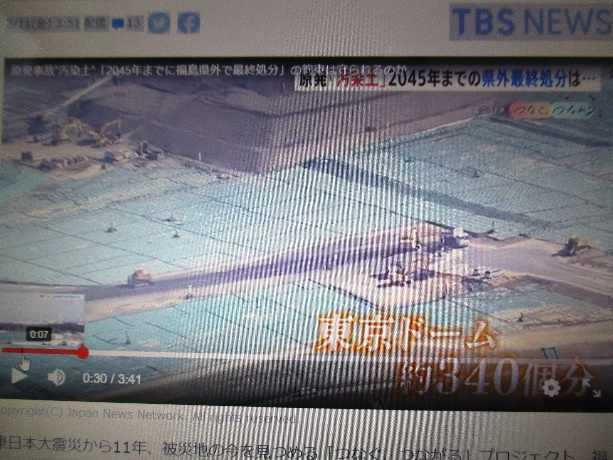 /11(金) 3:51 配信 13
TBS NEWS
原発事故"汚染土"「2045年までに福島県外で最終処分」の約束は守られるのか
原発「汚染土」2045年までの県外最終処分は…
つなぐ、つながる
東京ドーム
約340個分
0:07
0:30 / 3:41
opyright(C) Japan News Network. All rights reserved.
東日本大震災から11年、被災地の今を見つめる「つなぐ、つながる」プロジェクト。福